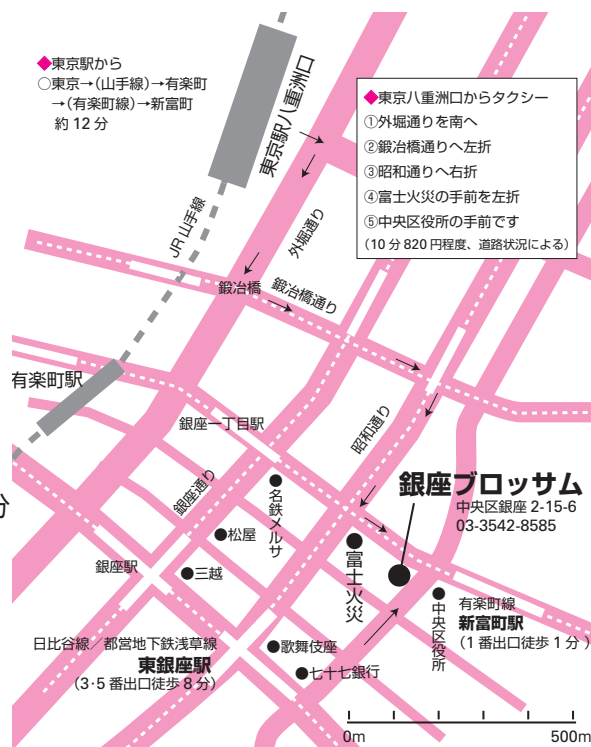 ◆東京駅から
○東京→(山手線)→有楽町
→(有楽町線)→新富町
約 12 分
東京駅八重洲口
◆東京八重洲口からタクシー
①外堀通りを南へ
②鍛冶橋通りへ左折
③昭和通りへ右折
④富士火災の手前を左折
⑤中央区役所の手前です
(10 分 820 円程度、道路状況による)
JR 山手線
外堀通り
鍛冶橋
鍛冶橋通り
有楽町駅
銀座一丁目駅
昭和通り
銀座通り
名鉄メルサ
銀座ブロッサム
中央区銀座 2-15-6
03-3542-8585
分
●松屋
富士火災
銀座駅
●三越
中央区役所
有楽町線
新富町駅
(1 番出口徒歩 1 分 )
日比谷線／都営地下鉄浅草線
東銀座駅
(3·5 番出口徒歩 8 分)
●歌舞伎座
●七十七銀行
0m
500m